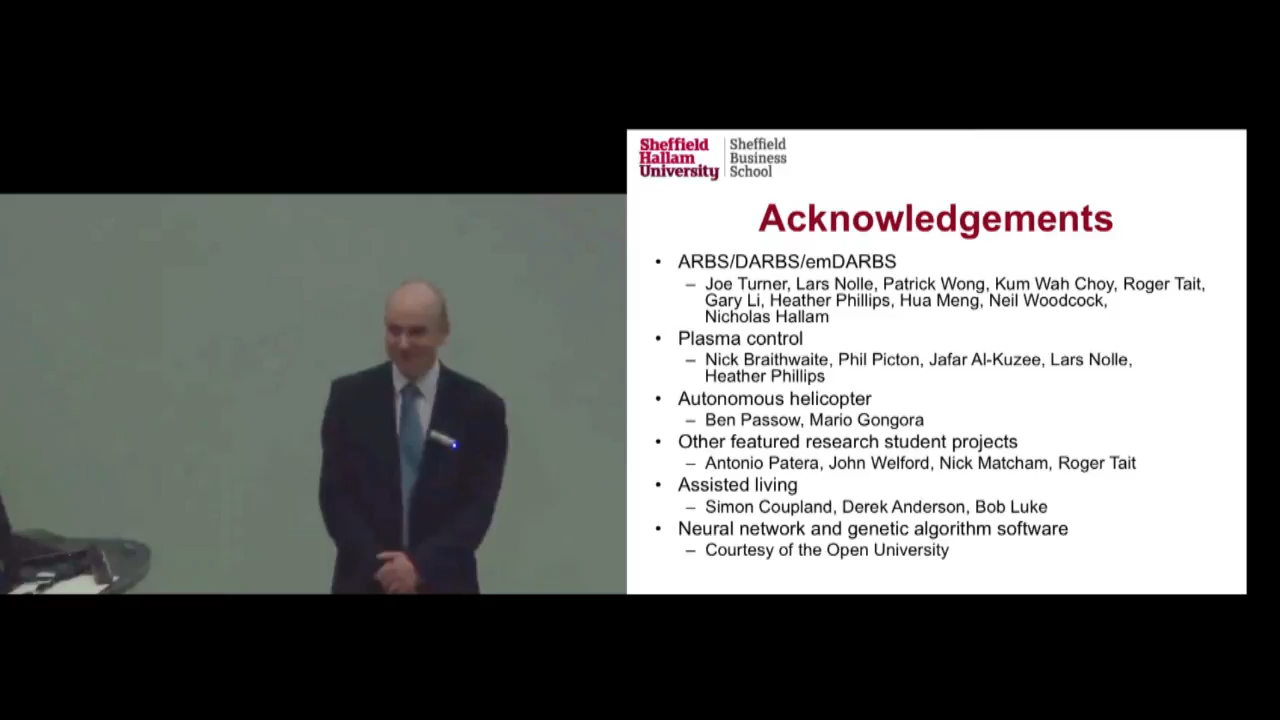 Sheffield
Hallam
University
Sheffield
Business
School
Acknowledgements
• ARBS/DARBS/emDARBS
– Joe Turner, Lars Nolle, Patrick Wong, Kum Wah Choy, Roger Tait,
Gary Li, Heather Phillips, Hua Meng, Neil Woodcock,
Nicholas Hallam
• Plasma control
– Nick Braithwaite, Phil Picton, Jafar Al-Kuzee, Lars Nolle,
Heather Phillips
• Autonomous helicopter
– Ben Passow, Mario Gongora
• Other featured research student projects
– Antonio Patera, John Welford, Nick Matcham, Roger Tait
• Assisted living
– Simon Coupland, Derek Anderson, Bob Luke
• Neural network and genetic algorithm software
– Courtesy of the Open University